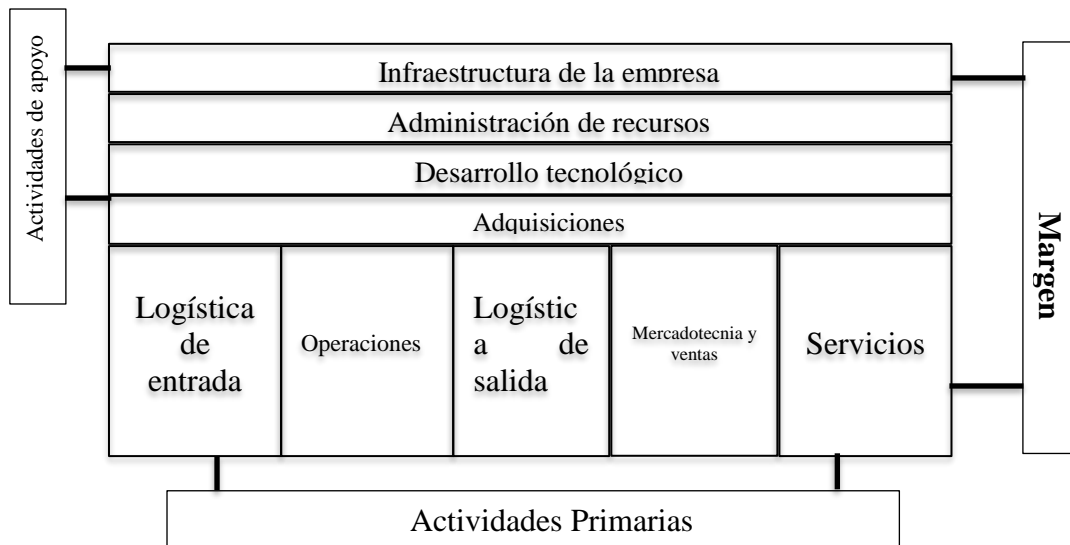 Actividades de apoyo
Infraestructura de la empresa
Administración de recursos
Desarrollo tecnológico
Adquisiciones
Logística
de
entrada
Operaciones
Logístic
a de
salida
Mercadotecnia y
ventas
Servicios
Margen
Actividades Primarias